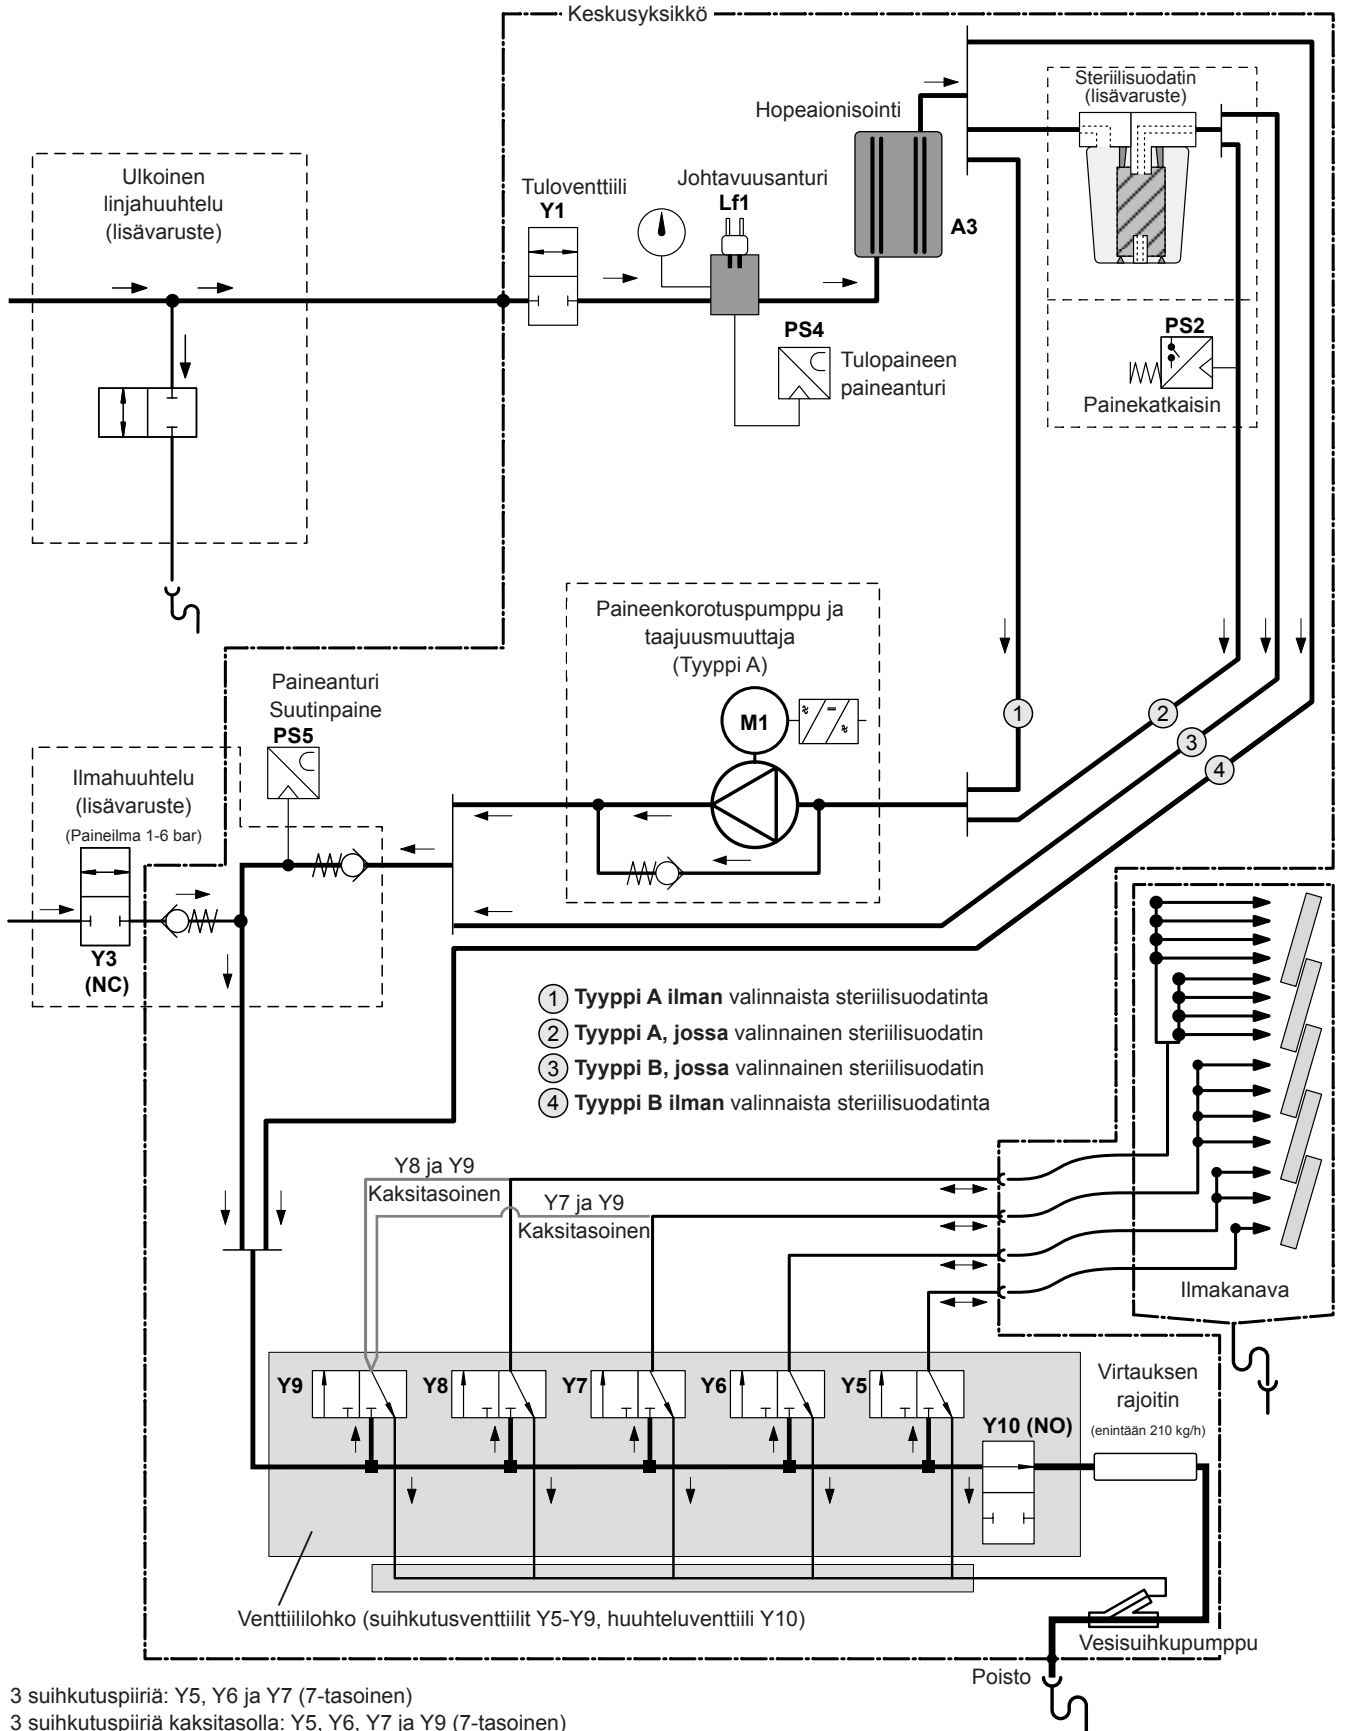 Keskusyksikkö
Steriilisuodatin
(lisävaruste)
Hopeaionisointi
A3
Ulkoinen
linjahuuhtelu
(lisävaruste)
Tuloventtiili
Y1
Johtavuusanturi
Lf1
PS4
Tulopaineen
paineanturi
PS2
Painekatkaisin
Paineenkorotuspumppu ja
taajuusmuuttaja
(Tyyppi A)
M1
Paineanturi
Suutinpaine
PS5
Ilmahuuhtelu
(lisävaruste)
(Paineilma 1-6 bar)
Y3
(NC)
1
2
3
4
1 Tyyppi A ilman valinnaista steriilisuodatinta
2 Tyyppi A, jossa valinnainen steriilisuodatin
3 Tyyppi B, jossa valinnainen steriilisuodatin
4 Tyyppi B ilman valinnaista steriilisuodatinta
Y8 ja Y9
Kaksitasoinen
Y7 ja Y9
Kaksitasoinen
Ilmakanava
Y9
Y8
Y7
Y6
Y5
Y10 (NO)
Virtauksen
rajoitin
(enintään 210 kg/h)
Venttiililohko (suihkutusventtiilit Y5-Y9, huuhteluventtiili Y10)
Vesisuihkupumppu
Poisto
3 suihkutuspiiriä: Y5, Y6 ja Y7 (7-tasoinen)
3 suihkutuspiiriä kaksitasolla: Y5, Y6, Y7 ja Y9 (7-tasoinen)